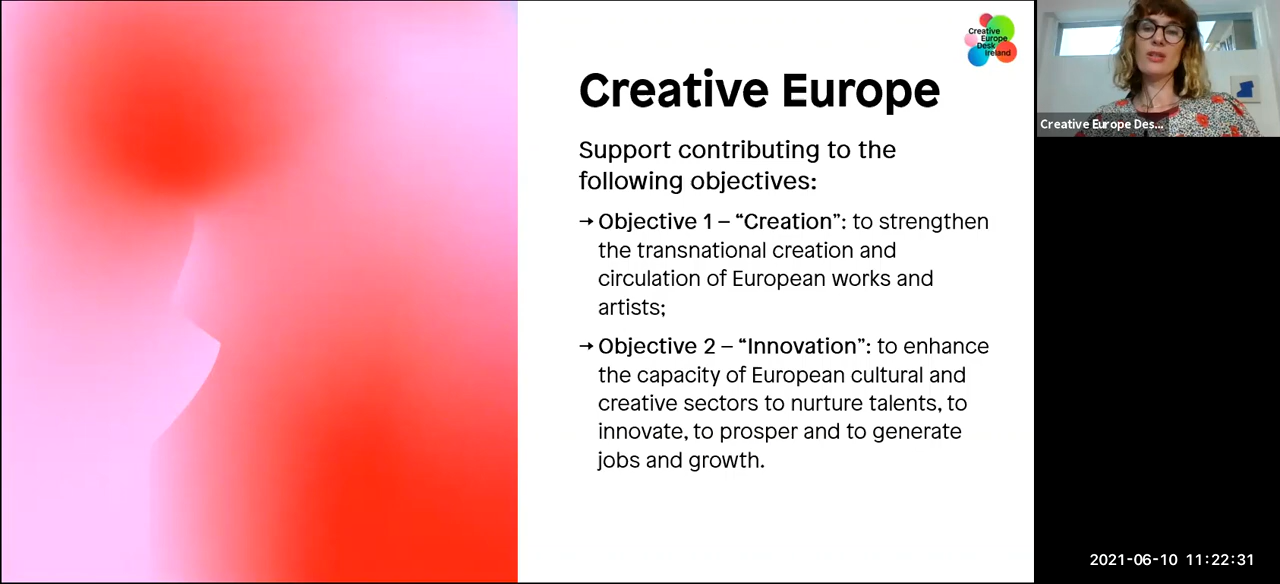 Creative
Europe
Desk
Ireland
Creative Europe
Support contributing to the
following objectives:
→ Objective 1 – “Creation”: to strengthen
the transnational creation and
circulation of European works and
artists;
→ Objective 2 – “Innovation”: to enhance
the capacity of European cultural and
creative sectors to nurture talents, to
innovate, to prosper and to generate
jobs and growth.
Creative Europe Des...
2021-06-10 11:22:31